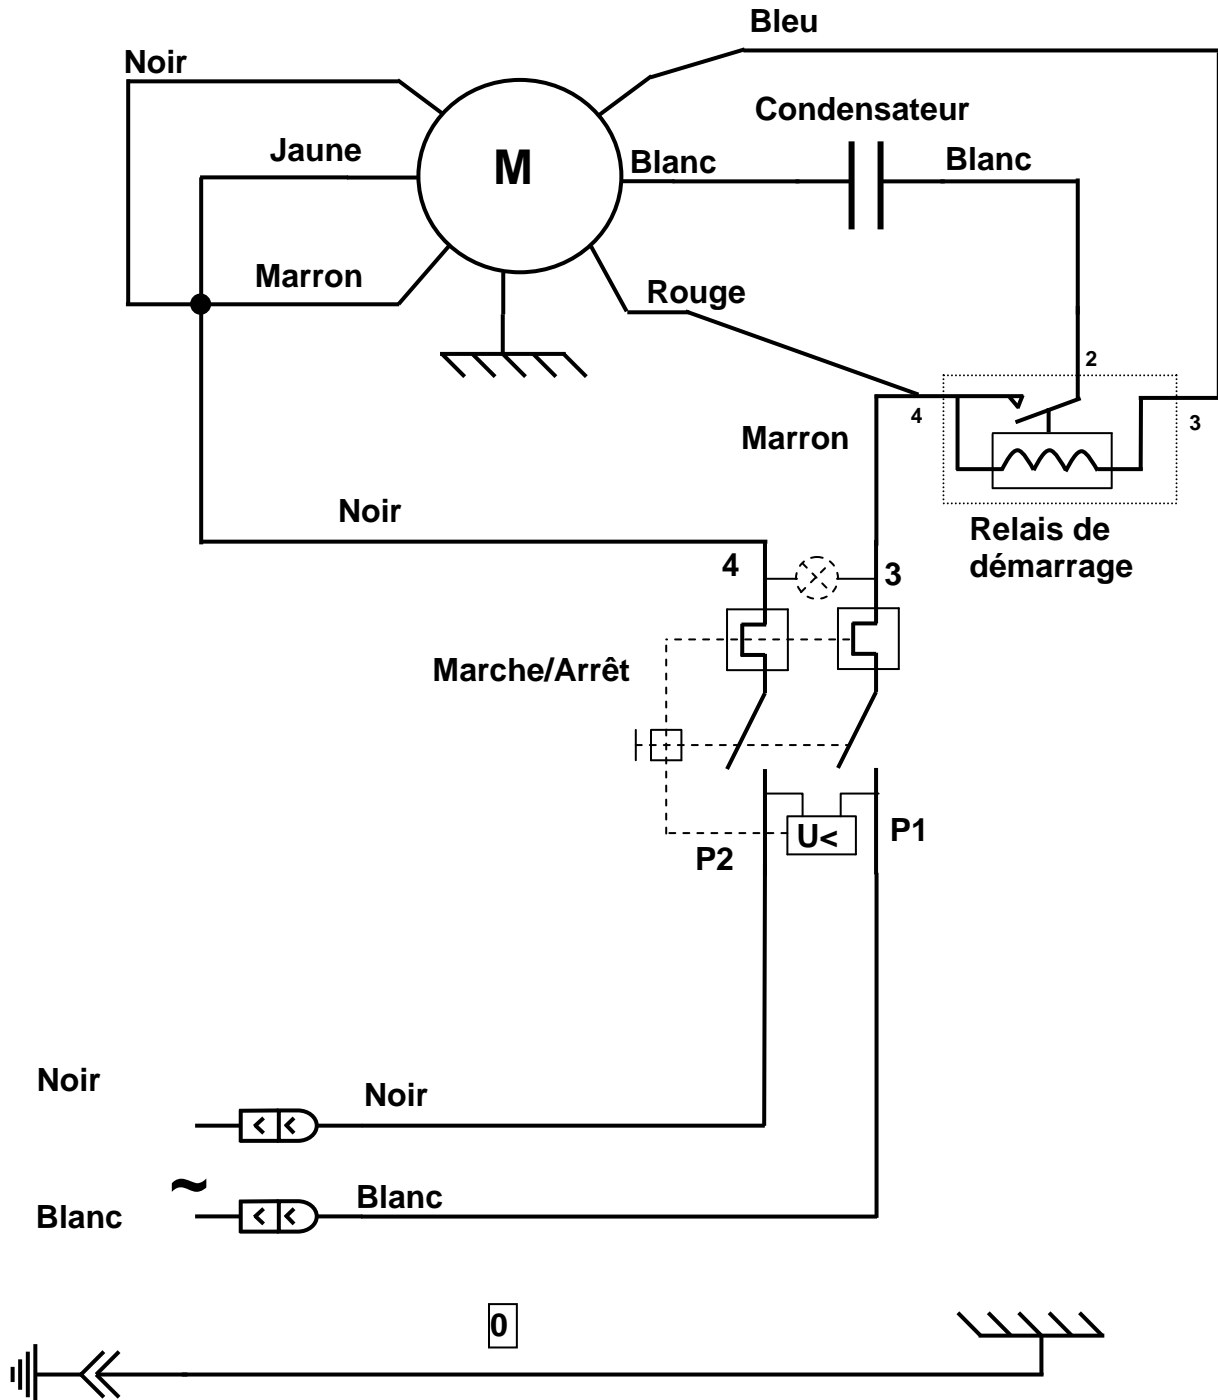 Bleu
Noir
Condensateur
Jaune
M
Blanc
Blanc
Marron
Rouge
2
4
3
Marron
Noir
Relais de
démarrage
4
3
Marche/Arrêt
U<
P1
P2
Noir
Noir
~
Blanc
Blanc
0